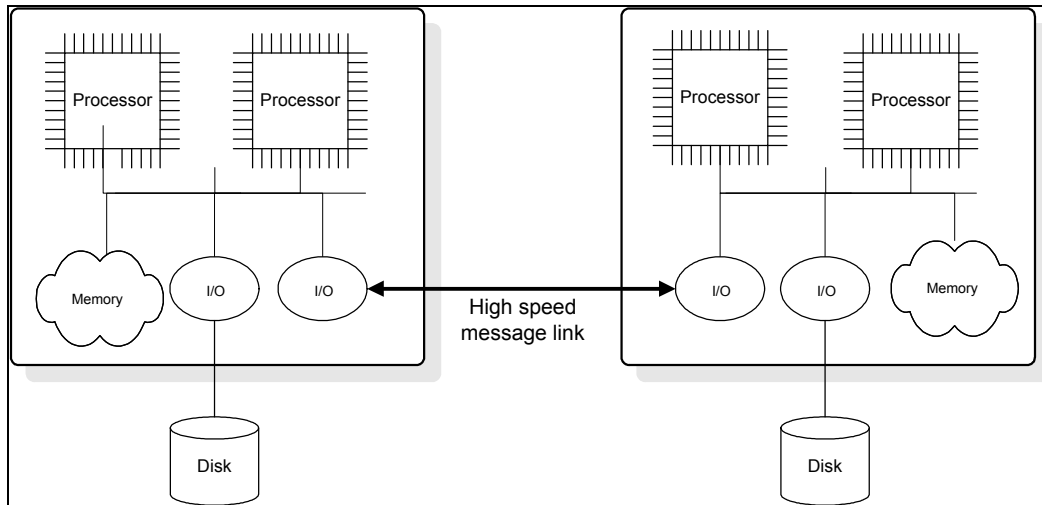 Processor
Processor
Processor
Processor
Memory
I/O
I/O
I/O
I/O
Memory
High speed
message link
Disk
Disk